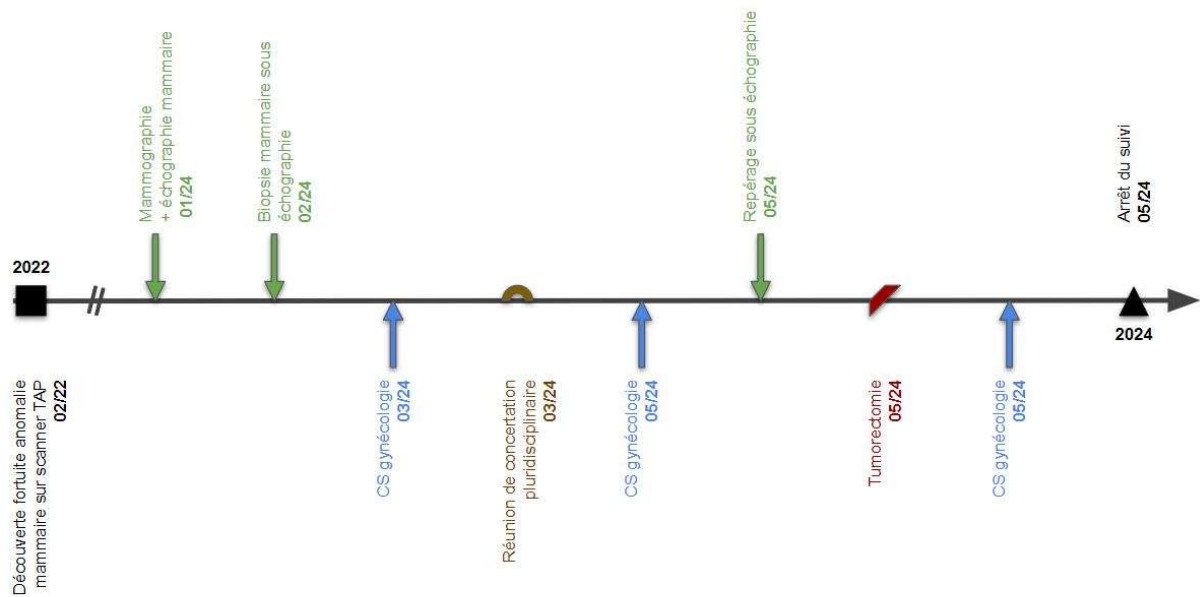 2022
Découverte fortuite anomalie
mammaire sur scanner TAP
02/22
Mammographie
+ échographie mammaire
01/24
Biopsie mammaire sous
échographie
02/24
CS gynécologie
03/24
Réunion de concertation
pluridisciplinaire
03/24
CS gynécologie
05/24
Repérage sous échographie
05/24
Tumorectomie
05/24
CS gynécologie
05/24
Arrêt du suivi
05/24
2024